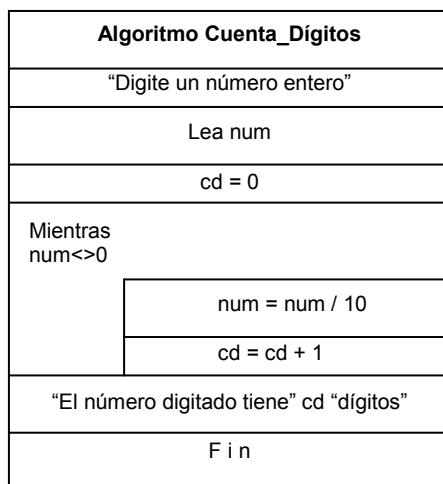 Algoritmo Cuenta_Dígitos
“Digite un número entero”
Lea num
cd = 0
Mientras
num<>0
num = num / 10
cd = cd + 1
“El número digitado tiene” cd “dígitos”
F i n